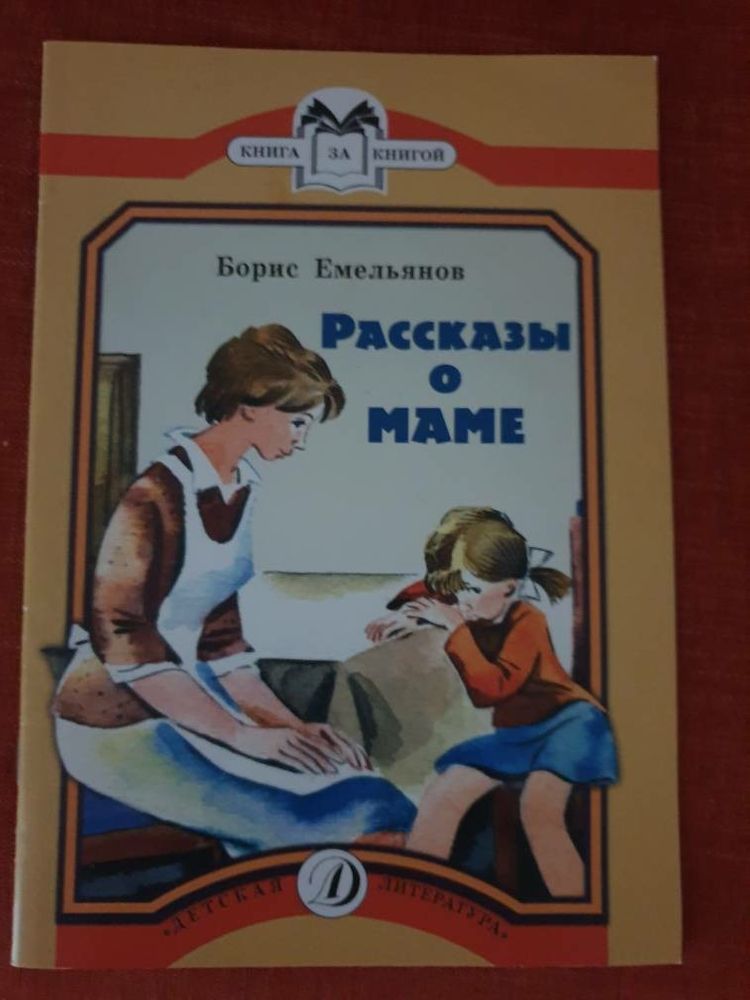 КНИГА ЗА КНИГОЙ
Борис Емельянов
Рассказы
о
маме
Д
«ДЕТСКАЯ ЛИТЕРАТУРА»